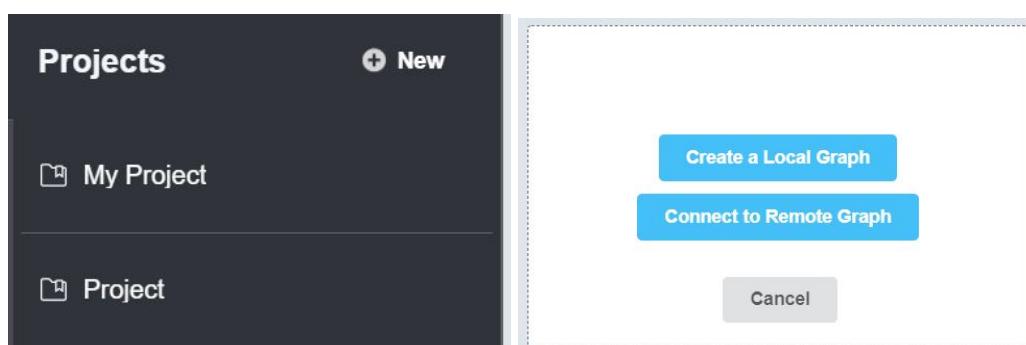 Projects
New
My Project
Project
Create a Local Graph
Connect to Remote Graph
Cancel